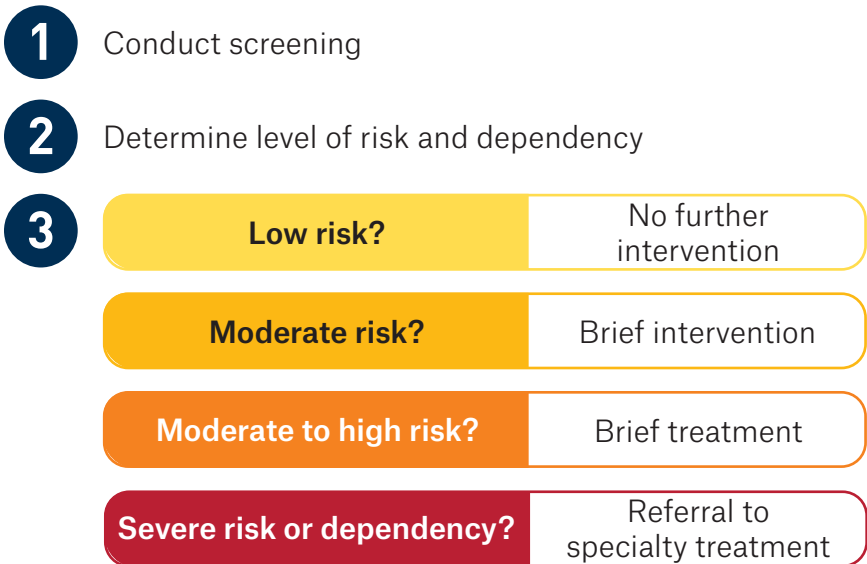 1 Conduct screening
2 Determine level of risk and dependency
3
Low risk?
No further
intervention
Moderate risk?
Brief intervention
Moderate to high risk?
Brief treatment
Severe risk or dependency?
Referral to
specialty treatment